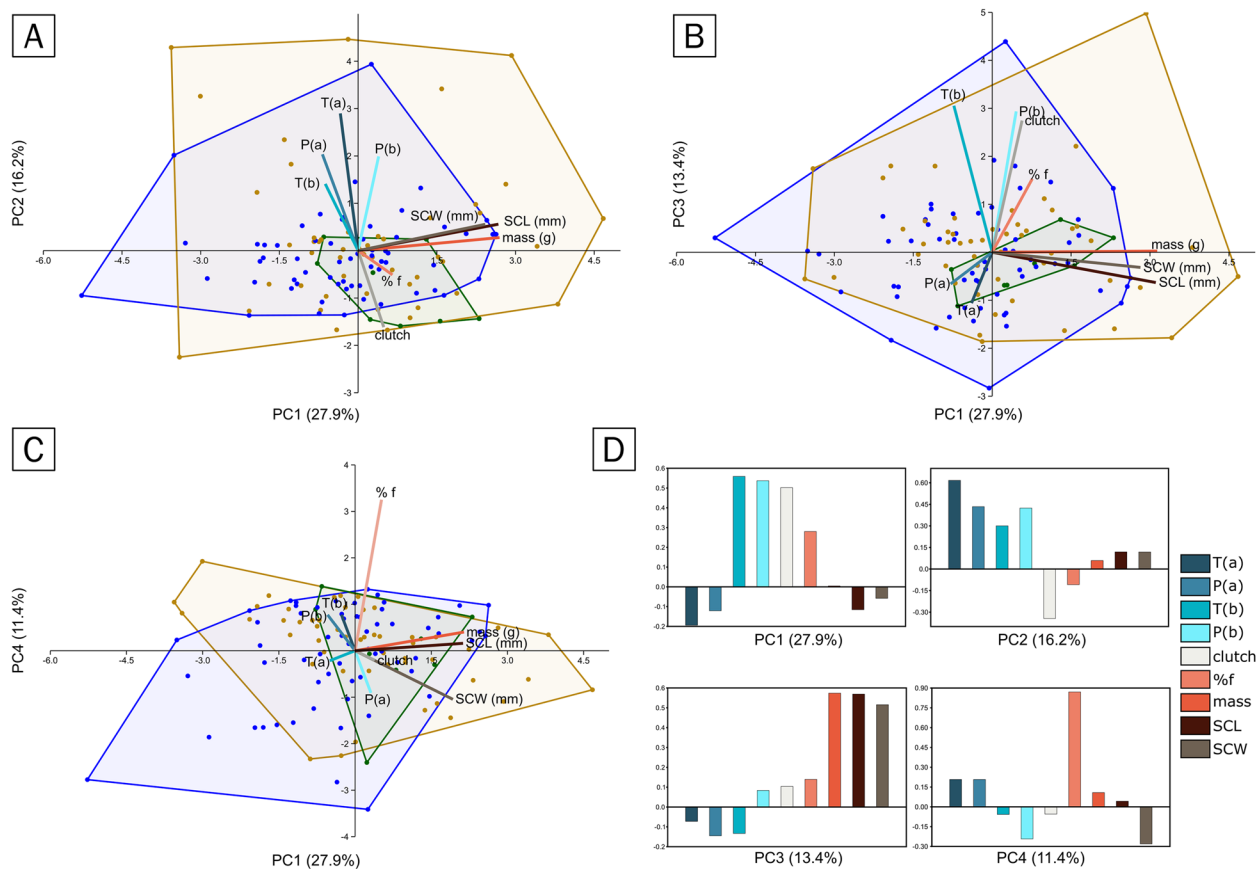 A
T(a)
P(a)
P(b)
T(b)
SCW (mm)
SCL (mm)
mass (g)
% f
clutch
PC2 (16.2%)
4
3
2
1
-1
-2
-3
-6.0 -4.5 -3.0 -1.5 1.5 3.0 4.5
PC1 (27.9%)
B
T(b)
P(b)
clutch
% f
mass (g)
SCW (mm)
SCL (mm)
P(a)
T(a)
PC3 (13.4%)
5
4
3
2
1
-1
-2
-3
-6.0 -4.5 -3.0 -1.5 1.5 3.0 4.5
PC1 (27.9%)
C
% f
T(b)
P(b)
mass (g)
SCL (mm)
T(a)
clutch
P(a)
SCW (mm)
PC4 (11.4%)
4
3
2
1
-1
-2
-3
-4
-6.0 -4.5 -3.0 -1.5 1.5 3.0 4.5
PC1 (27.9%)
D
0.6
0.5
0.4
0.3
0.2
0.1
0.0
-0.1
-0.2
PC1 (27.9%)
0.60
0.45
0.30
0.15
0.0
-0.15
-0.30
PC2 (16.2%)
0.6
0.5
0.4
0.3
0.2
0.1
0.0
-0.1
-0.2
PC3 (13.4%)
0.90
0.75
0.60
0.45
0.30
0.15
0.00
-0.15
-0.30
PC4 (11.4%)
T(a)
P(a)
T(b)
P(b)
clutch
%f
mass
SCL
SCW